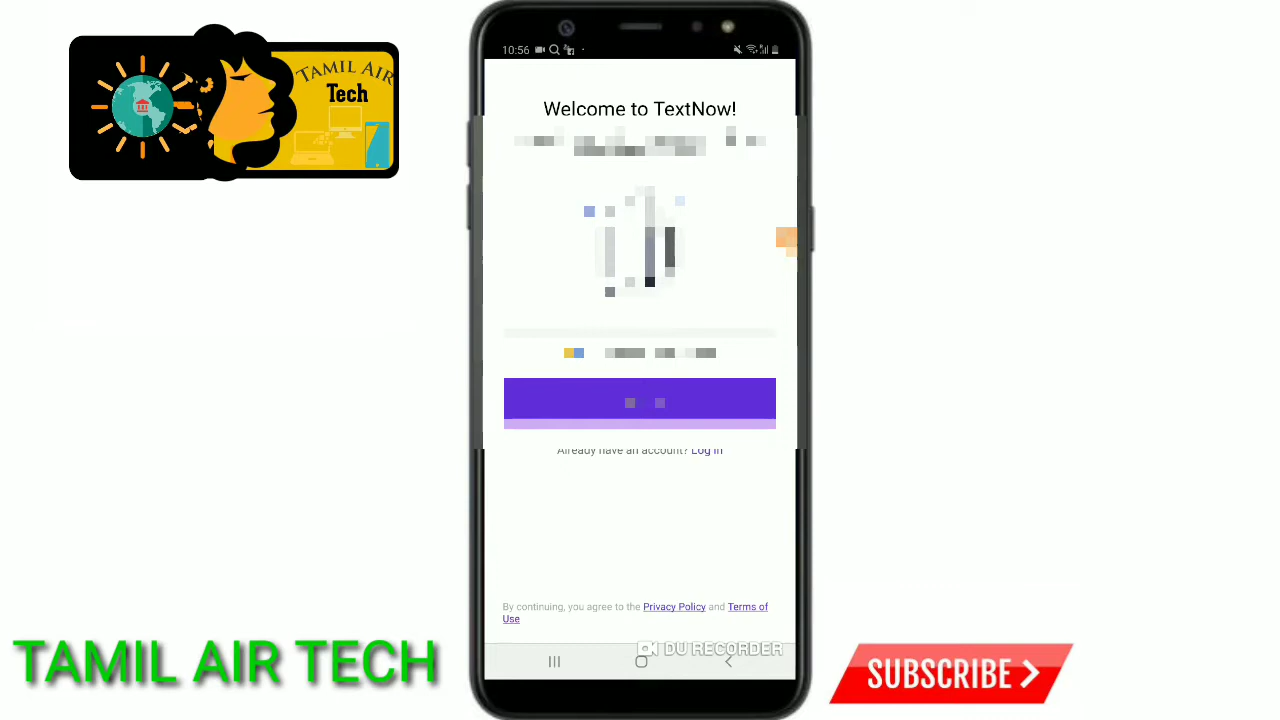 TAMIL AIR
Tech
10:56
Welcome to TextNow!
Already have an account? Log in
By continuing, you agree to the Privacy Policy and Terms of
Use
DU RECORDER
TAMIL AIR TECH
SUBSCRIBE